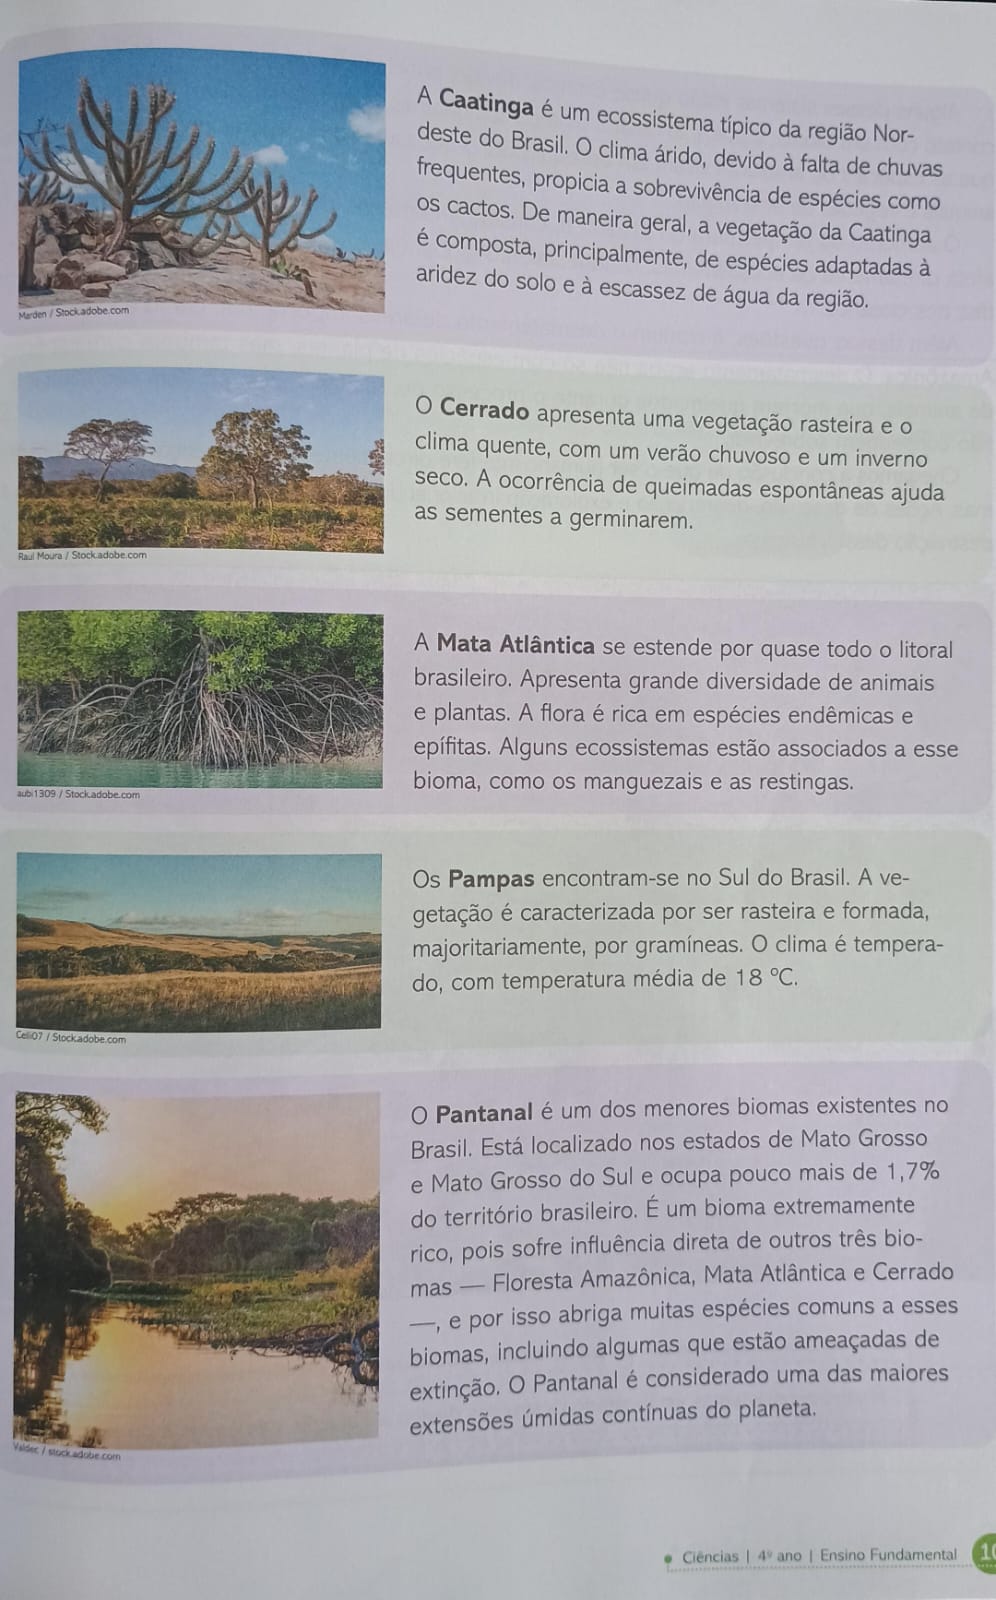 A Caatinga é um ecossistema típico da região Nor-
deste do Brasil. O clima árido, devido à falta de chuvas
frequentes, propicia a sobrevivência de espécies como
os cactos. De maneira geral, a vegetação da Caatinga
é composta, principalmente, de espécies adaptadas à
aridez do solo e à escassez de água da região.
Marden / Stock.adobe.com
O Cerrado apresenta uma vegetação rasteira e o
clima quente, com um verão chuvoso e um inverno
seco. A ocorrência de queimadas espontâneas ajuda
as sementes a germinarem.
Raul Moura / Stock.adobe.com
A Mata Atlântica se estende por quase todo o litoral
brasileiro. Apresenta grande diversidade de animais
e plantas. A flora é rica em espécies endêmicas e
epífitas. Alguns ecossistemas estão associados a esse
bioma, como os manguezais e as restingas.
aubi1309 / Stock.adobe.com
Os Pampas encontram-se no Sul do Brasil. A ve-
getação é caracterizada por ser rasteira e formada,
majoritariamente, por gramíneas. O clima é tempera-
do, com temperatura média de 18 ºC.
/ Stock.adobe.com
O Pantanal é um dos menores biomas existentes no
Brasil. Está localizado nos estados de Mato Grosso
e Mato Grosso do Sul e ocupa pouco mais de 1,7%
do território brasileiro. É um bioma extremamente
rico, pois sofre influência direta de outros três bio-
mas — Floresta Amazônica, Mata Atlântica e Cerrado
—, e por isso abriga muitas espécies comuns a esses
biomas, incluindo algumas que estão ameaçadas de
extinção. O Pantanal é considerado uma das maiores
extensões úmidas contínuas do planeta.
Valdec / stock.adobe.com
Ciências | 4º ano | Ensino Fundamental